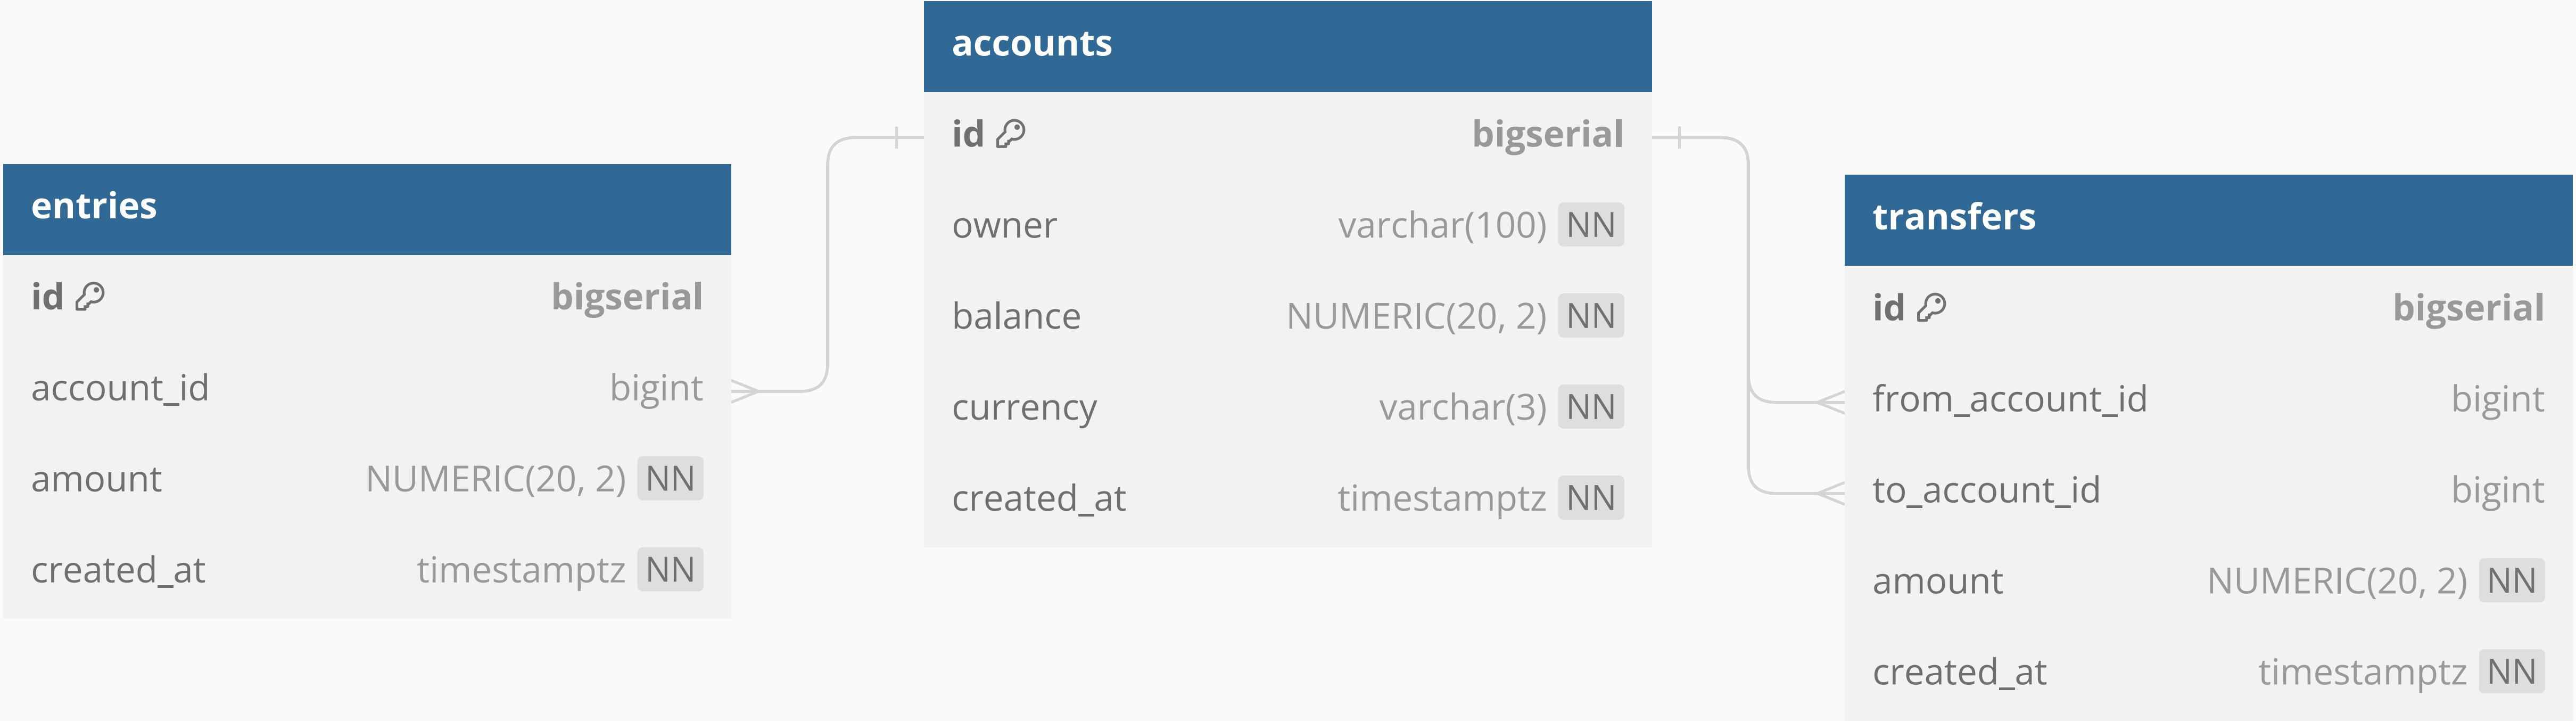 accounts
id bigserial
owner varchar(100) NN
balance NUMERIC(20, 2) NN
currency varchar(3) NN
created_at timestamptz NN
entries
id bigserial
account_id bigint
amount NUMERIC(20, 2) NN
created_at timestamptz NN
transfers
id bigserial
from_account_id bigint
to_account_id bigint
amount NUMERIC(20, 2) NN
created_at timestamptz NN